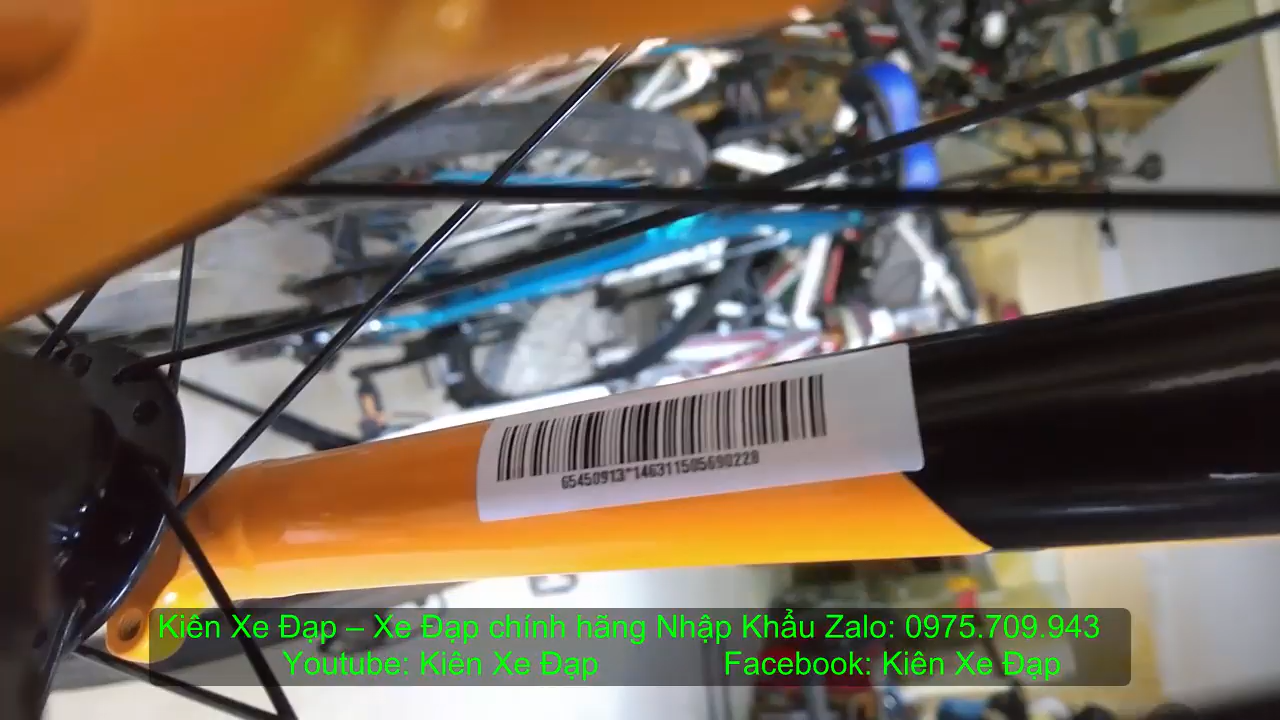 65450913*146311505690228
Kiên Xe Đạp – Xe Đạp chính hãng Nhập Khẩu Zalo: 0975.709.943
Youtube: Kiên Xe Đạp Facebook: Kiên Xe Đạp